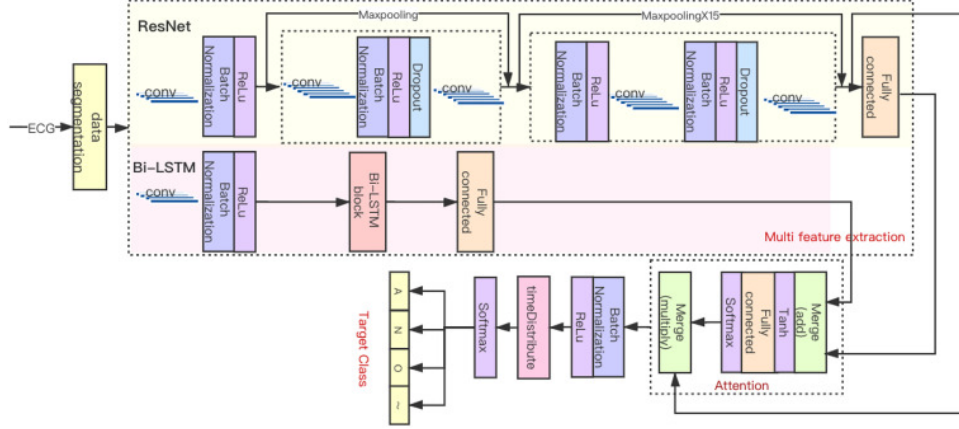 ResNet
Maxpooling
MaxpoolingX15
ECG
data
segmentation
conv
Batch
Normalization
ReLu
conv
Batch
Normalization
ReLu
Dropout
conv
Batch
Normalization
ReLu
conv
Batch
Normalization
ReLu
Dropout
conv
Fully
connected
Bi-LSTM
conv
Batch
Normalization
ReLu
Bi-LSTM
block
Fully
connected
Multi feature extraction
A
N
O
~
Target Class
Softmax
timeDistribute
Batch
Normalization
ReLu
Merge
(multiply)
Merge
(add)
Tanh
Fully
connected
Softmax
Attention